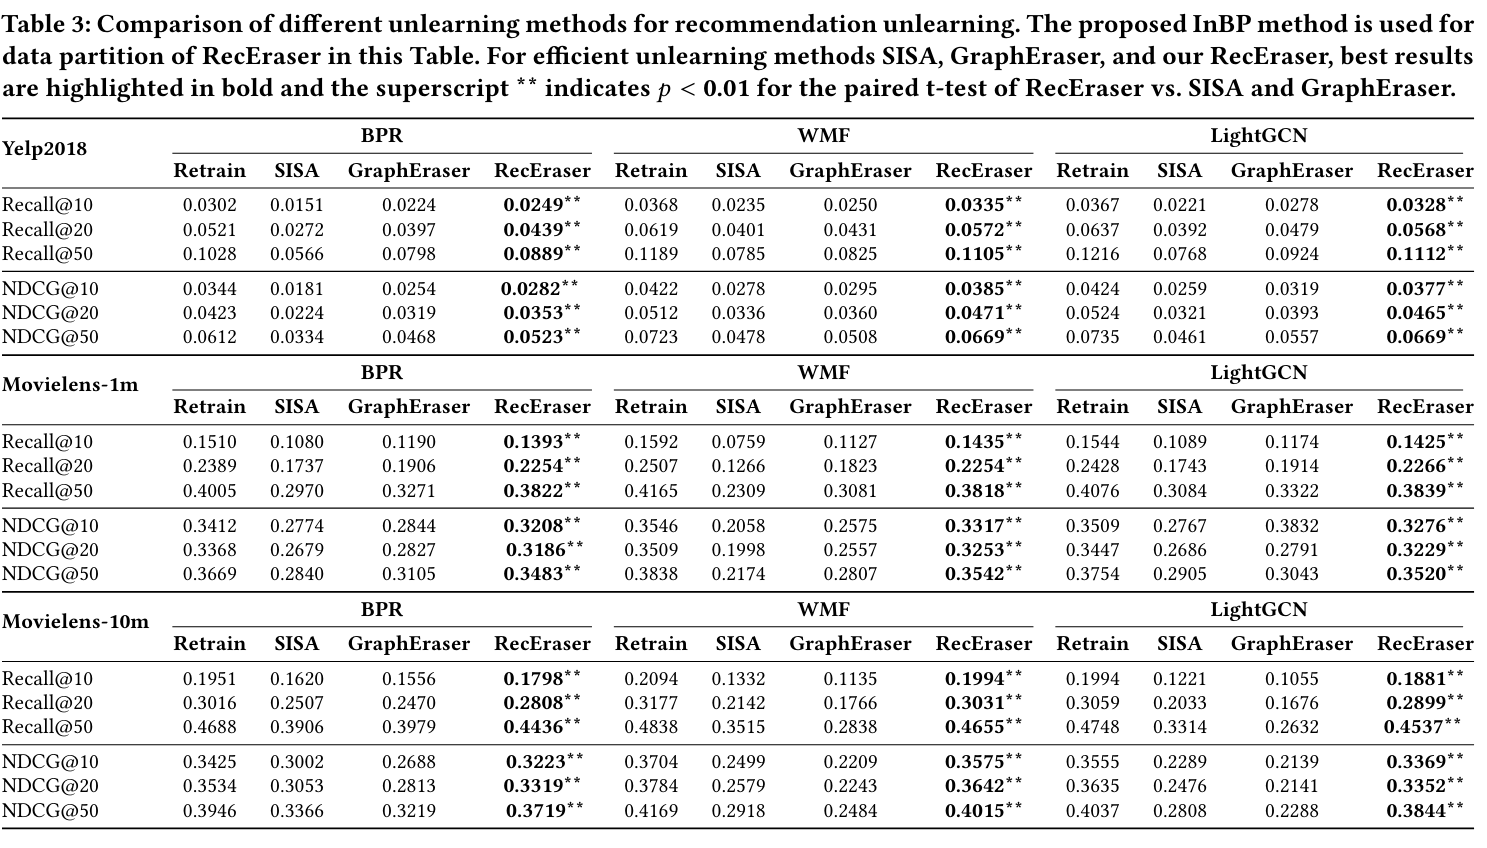 Table 3: Comparison of different unlearning methods for recommendation unlearning. The proposed InBP method is used for
data partition of RecEraser in this Table. For efficient unlearning methods SISA, GraphEraser, and our RecEraser, best results
are highlighted in bold and the superscript ** indicates p < 0.01 for the paired t-test of RecEraser vs. SISA and GraphEraser.
Yelp2018 BPR WMF LightGCN
Retrain SISA GraphEraser RecEraser Retrain SISA GraphEraser RecEraser Retrain SISA GraphEraser RecEraser
Recall@10 0.0302 0.0151 0.0224 0.0249** 0.0368 0.0235 0.0250 0.0335** 0.0367 0.0221 0.0278 0.0328**
Recall@20 0.0521 0.0272 0.0397 0.0439** 0.0619 0.0401 0.0431 0.0572** 0.0637 0.0392 0.0479 0.0568**
Recall@50 0.1028 0.0566 0.0798 0.0889** 0.1189 0.0785 0.0825 0.1105** 0.1216 0.0768 0.0924 0.1112**
NDCG@10 0.0344 0.0181 0.0254 0.0282** 0.0422 0.0278 0.0295 0.0385** 0.0424 0.0259 0.0319 0.0377**
NDCG@20 0.0423 0.0224 0.0319 0.0353** 0.0512 0.0336 0.0360 0.0471** 0.0524 0.0321 0.0393 0.0465**
NDCG@50 0.0612 0.0334 0.0468 0.0523** 0.0723 0.0478 0.0508 0.0669** 0.0735 0.0461 0.0557 0.0669**
Movielens-1m BPR WMF LightGCN
Retrain SISA GraphEraser RecEraser Retrain SISA GraphEraser RecEraser Retrain SISA GraphEraser RecEraser
Recall@10 0.1510 0.1080 0.1190 0.1393** 0.1592 0.0759 0.1127 0.1435** 0.1544 0.1089 0.1174 0.1425**
Recall@20 0.2389 0.1737 0.1906 0.2254** 0.2507 0.1266 0.1823 0.2254** 0.2428 0.1743 0.1914 0.2266**
Recall@50 0.4005 0.2970 0.3271 0.3822** 0.4165 0.2309 0.3081 0.3818** 0.4076 0.3084 0.3322 0.3839**
NDCG@10 0.3412 0.2774 0.2844 0.3208** 0.3546 0.2058 0.2575 0.3317** 0.3509 0.2767 0.3832 0.3276**
NDCG@20 0.3368 0.2679 0.2827 0.3186** 0.3509 0.1998 0.2557 0.3253** 0.3447 0.2686 0.2791 0.3229**
NDCG@50 0.3669 0.2840 0.3105 0.3483** 0.3838 0.2174 0.2807 0.3542** 0.3754 0.2905 0.3043 0.3520**
Movielens-10m BPR WMF LightGCN
Retrain SISA GraphEraser RecEraser Retrain SISA GraphEraser RecEraser Retrain SISA GraphEraser RecEraser
Recall@10 0.1951 0.1620 0.1556 0.1798** 0.2094 0.1332 0.1135 0.1994** 0.1994 0.1221 0.1055 0.1881**
Recall@20 0.3016 0.2507 0.2470 0.2808** 0.3177 0.2142 0.1766 0.3031** 0.3059 0.2033 0.1676 0.2899**
Recall@50 0.4688 0.3906 0.3979 0.4436** 0.4838 0.3515 0.2838 0.4655** 0.4748 0.3314 0.2632 0.4537**
NDCG@10 0.3425 0.3002 0.2688 0.3223** 0.3704 0.2499 0.2209 0.3575** 0.3555 0.2289 0.2139 0.3369**
NDCG@20 0.3534 0.3053 0.2813 0.3319** 0.3784 0.2579 0.2243 0.3642** 0.3635 0.2476 0.2141 0.3352**
NDCG@50 0.3946 0.3366 0.3219 0.3719** 0.4169 0.2918 0.2484 0.4015** 0.4037 0.2808 0.2288 0.3844**